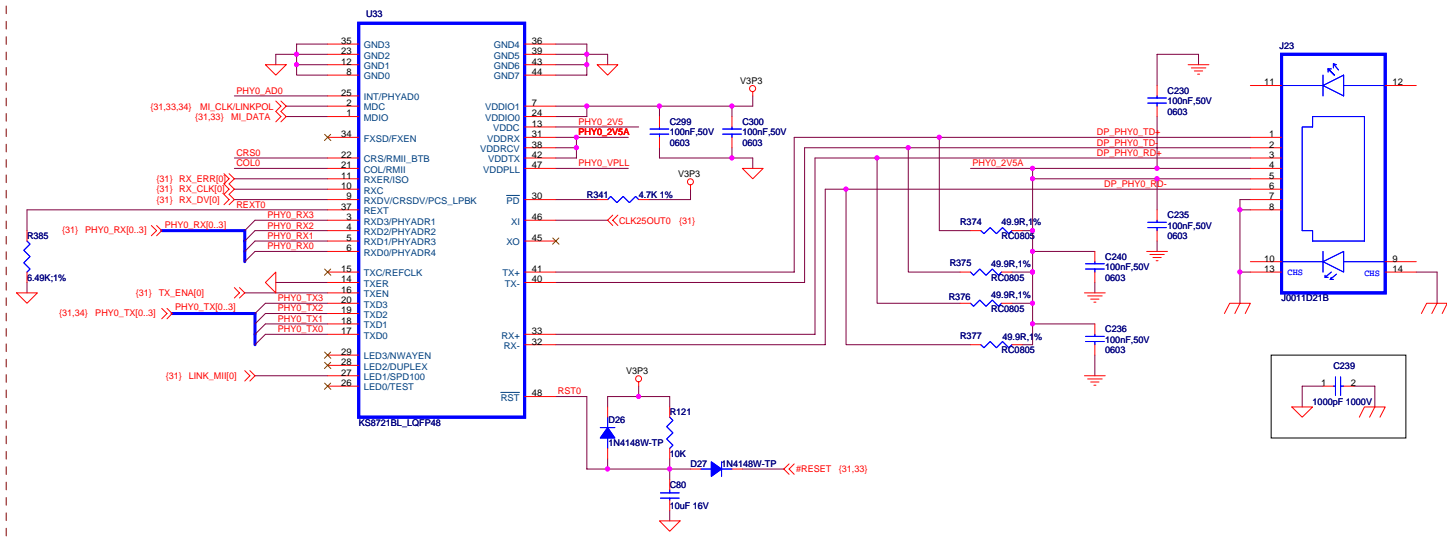 U33
35 GND3
23 GND2
12 GND1
8 GND0
GND4 36
GND5 39
GND6 43
GND7 44
PHY0_AD0 25 INT/PHYAD0
{31,33,34} MI_CLK/LINKPOL 2 MDC
{31,33} MI_DATA 1 MDIO
34 FXSD/FXEN
CRS0 22 CRS/RMII_BTB
COL0 21 COL/RMII
{31} RX_ERR[0] 11 RXER/ISO
{31} RX_CLK[0] 10 RXC
{31} RX_DV[0] 9 RXDV/CRSDV/PCS_LPBK
REXT0 37 REXT
PHY0_RX3 3 RXD3/PHYADR1
PHY0_RX2 4 RXD2/PHYADR2
PHY0_RX1 5 RXD1/PHYADR3
PHY0_RX0 6 RXD0/PHYADR4
{31} PHY0_RX[0..3] PHY0_RX[0..3]
R385
6.49K;1%
15 TXC/REFCLK
14 TXER
{31} TX_ENA[0] 16 TXEN
PHY0_TX3 20 TXD3
PHY0_TX2 19 TXD2
PHY0_TX1 18 TXD1
PHY0_TX0 17 TXD0
{31,34} PHY0_TX[0..3] PHY0_TX[0..3]
29 LED3/NWAYEN
28 LED2/DUPLEX
{31} LINK_MII[0] 27 LED1/SPD100
26 LED0/TEST
KS8721BL_LQFP48
VDDIO1 7
VDDIO0 24
VDDC 13 PHY0_2V5
VDDRX 31 PHY0_2V5A
VDDRCV 38
VDDTX 42
VDDPLL 47 PHY0_VPLL
PD 30 R341 4.7K 1% V3P3
XI 46 CLK25OUT0 {31}
XO 45
TX+ 41
TX- 40
RX+ 33
RX- 32
RST 48 RST0
V3P3
C299
100nF,50V
0603
C300
100nF,50V
0603
V3P3
D26
1N4148W-TP
R121
10K
D27 1N4148W-TP #RESET {31,33}
C80
10uF 16V
DP_PHY0_TD+ 1
DP_PHY0_TD- 2
DP_PHY0_RD+ 3
PHY0_2V5A 4
5
DP_PHY0_RD- 6
7
8
C230
100nF,50V
0603
C235
100nF,50V
0603
R374 49.9R,1%
RC0805
R375 49.9R,1%
RC0805
R376 49.9R,1%
RC0805
R377 49.9R,1%
RC0805
C240
100nF,50V
0603
C236
100nF,50V
0603
J23
11 12
10 9
13 CHS CHS 14
J0011D21B
C239
1 2
1000pF 1000V